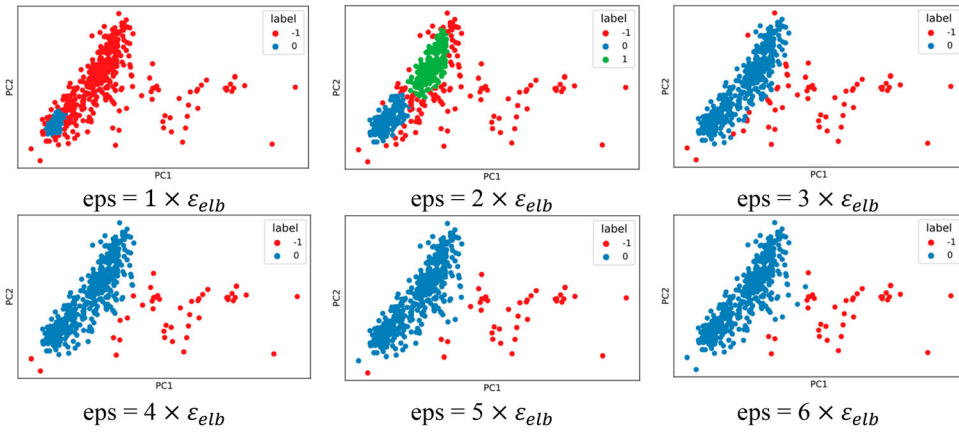 label
-1
0
PC2
PC1
eps = 1 × ε_elb
label
-1
0
1
PC2
PC1
eps = 2 × ε_elb
label
-1
0
PC2
PC1
eps = 3 × ε_elb
label
-1
0
PC2
PC1
eps = 4 × ε_elb
label
-1
0
PC2
PC1
eps = 5 × ε_elb
label
-1
0
PC2
PC1
eps = 6 × ε_elb